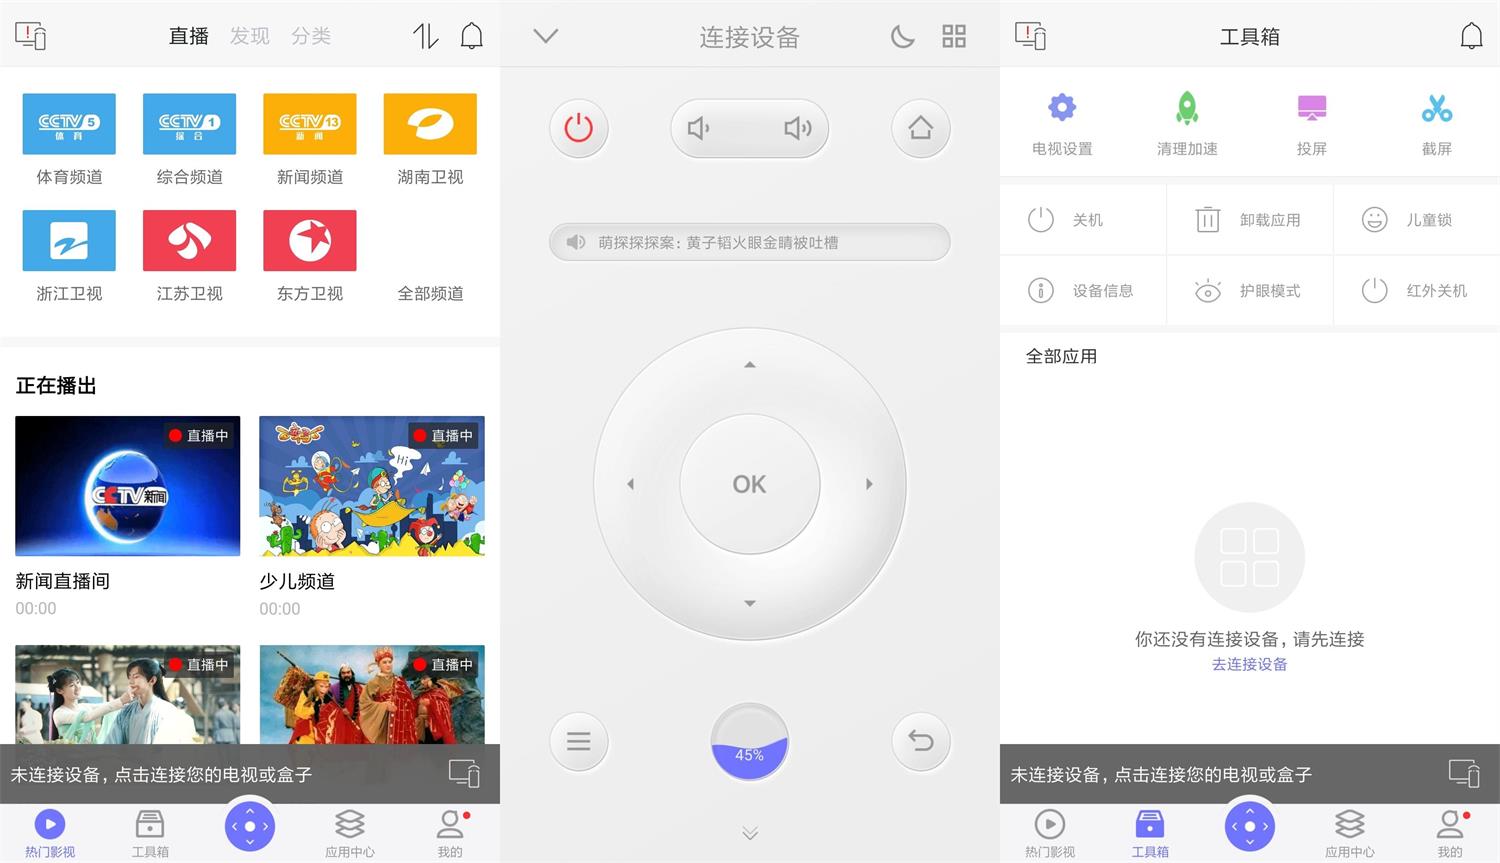 直播 发现 分类
CCTV 5
体育
CCTV 1
综合
CCTV 13
新闻
体育频道
综合频道
新闻频道
湖南卫视
浙江卫视
江苏卫视
东方卫视
全部频道
正在播出
直播中
CCTV新闻
新闻直播间
00:00
直播中
Hi
少儿频道
00:00
直播中
直播中
未连接设备，点击连接您的电视或盒子
热门影视
工具箱
应用中心
我的
连接设备
萌探探探案：黄子韬火眼金睛被吐槽
OK
45%
工具箱
电视设置
清理加速
投屏
截屏
关机
卸载应用
儿童锁
设备信息
护眼模式
红外关机
全部应用
你还没有连接设备，请先连接
去连接设备
未连接设备，点击连接您的电视或盒子
热门影视
工具箱
应用中心
我的